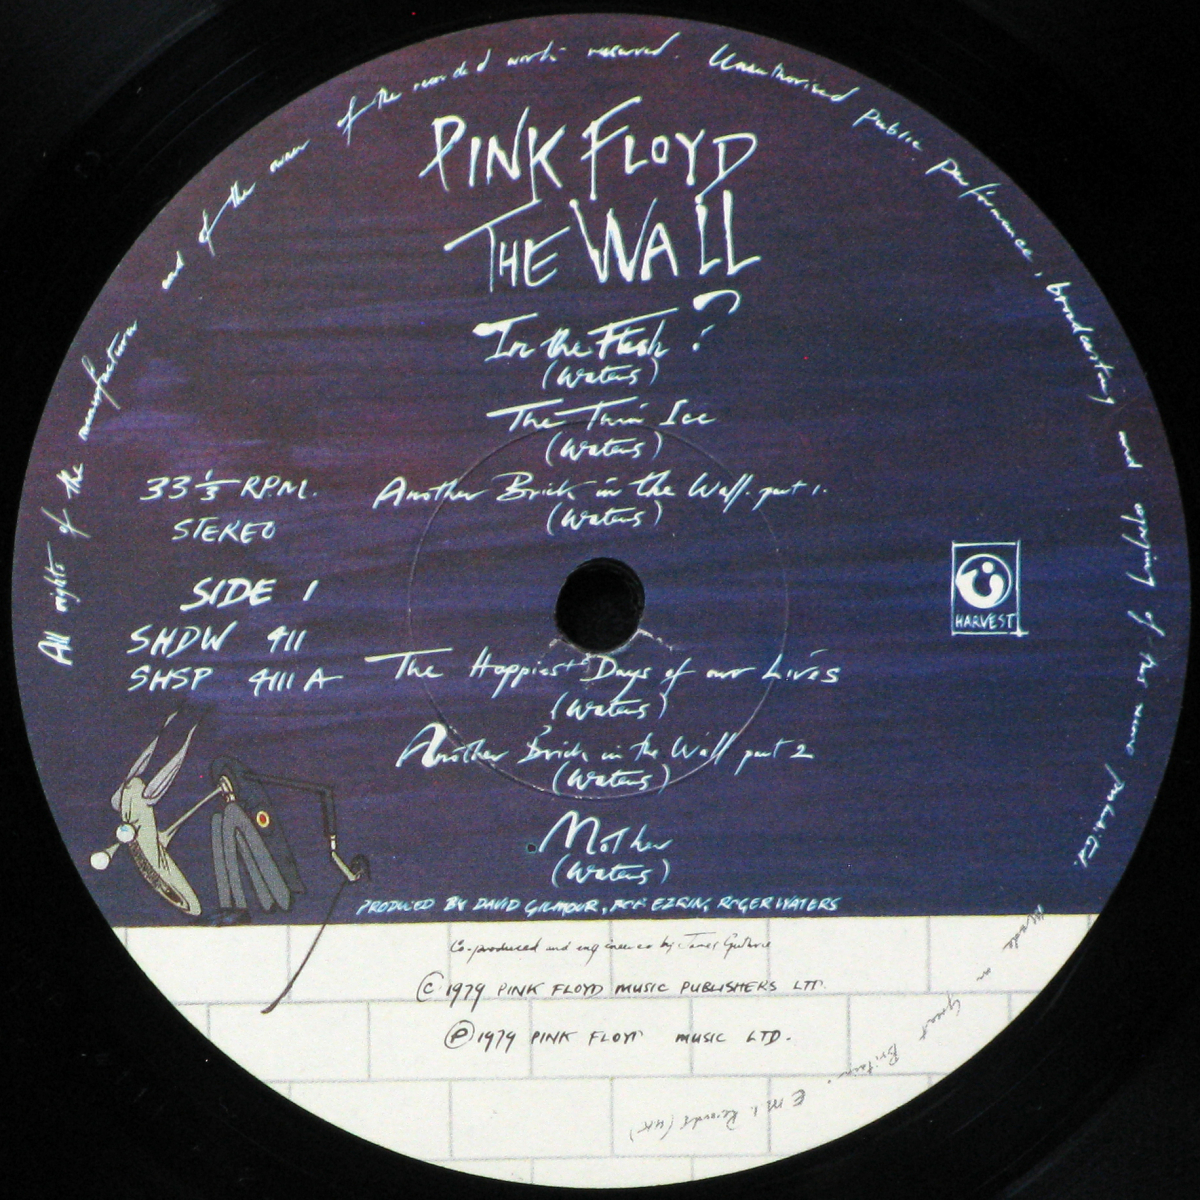 All rights of the manufacturer and of the owner of the recorded work reserved. Unauthorised public performance, broadcasting and copying of this record prohibited.
PINK FLOYD
THE WALL
In the Flesh ?
(Waters)
The Thin Ice
(Waters)
33 1/3 R.P.M.
STEREO
Another Brick in the Wall. part 1.
(Waters)
SIDE 1
SHDW 411
SHSP 4111 A
HARVEST
The Happiest Days of our Lives
(Waters)
Another Brick in the Wall part 2
(Waters)
Mother
(Waters)
PRODUCED BY DAVID GILMOUR, BOB EZRIN, ROGER WATERS
Co-produced and engineered by James Guthrie
© 1979 PINK FLOYD MUSIC PUBLISHERS LTD.
℗ 1979 PINK FLOYD MUSIC LTD.
Made in Great Britain. E.M.I. Records (UK)